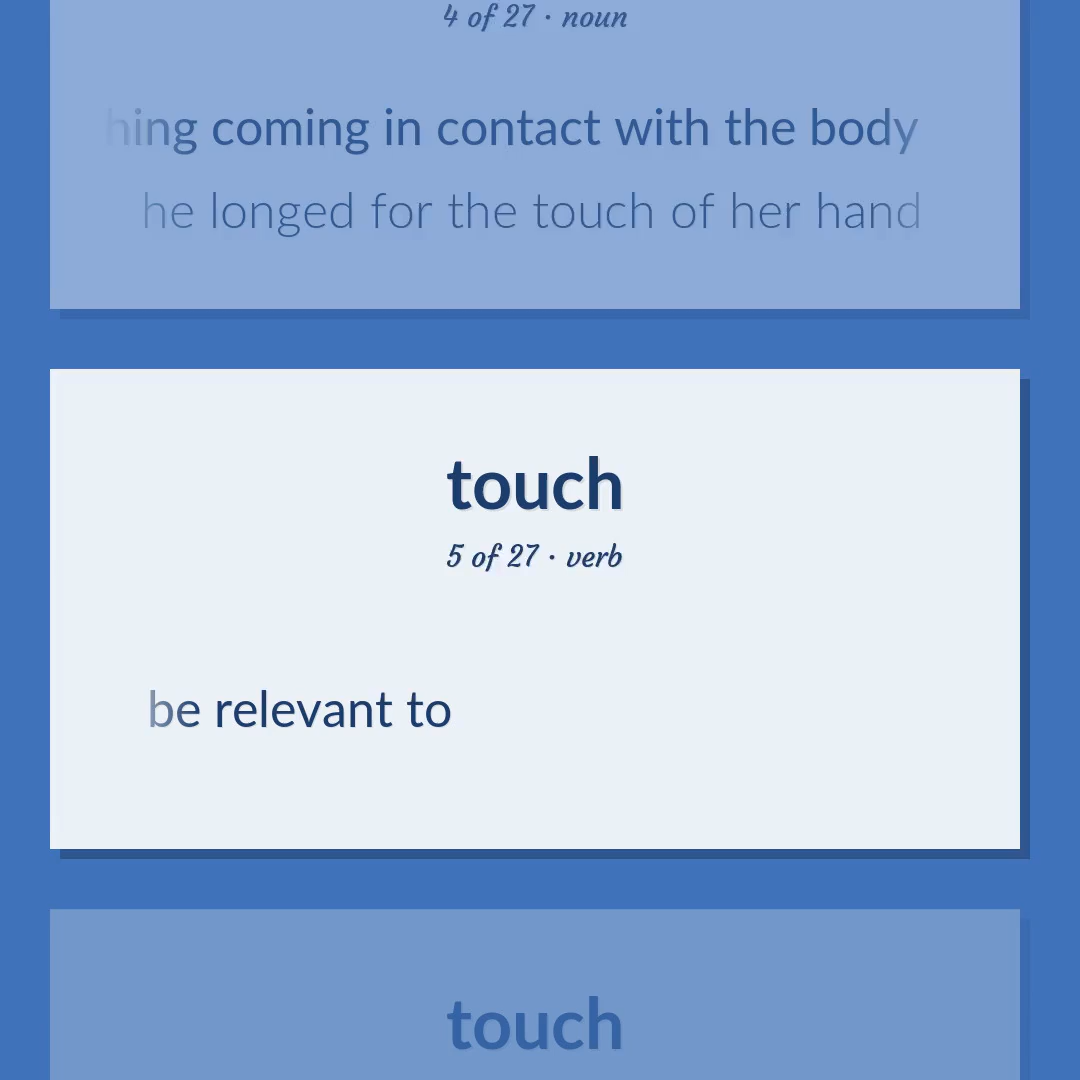 4 of 27 · noun
hing coming in contact with the body
he longed for the touch of her hand
touch
5 of 27 · verb
be relevant to
touch